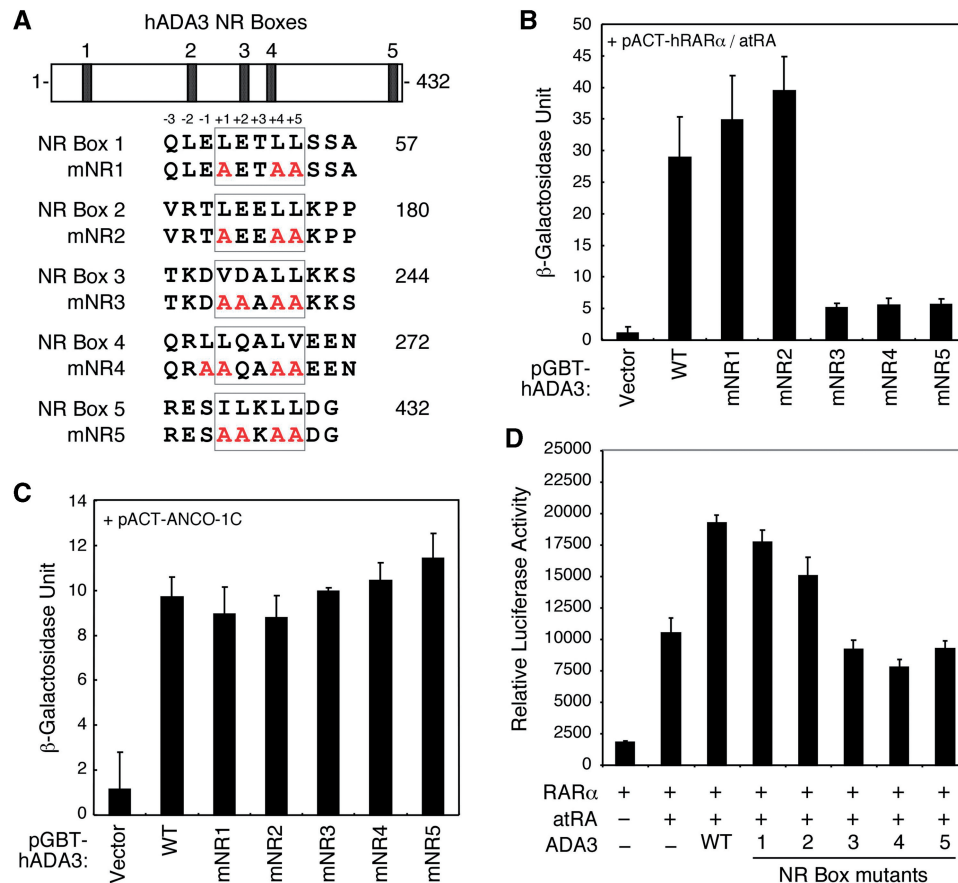 A
hADA3 NR Boxes
1 2 3 4 5
1- - 432
-3 -2 -1 +1 +2 +3 +4 +5
NR Box 1 QLELETLLSSA 57
mNR1 QLEAETAASSA
NR Box 2 VRTLEELLKPP 180
mNR2 VRTAEEAAKPP
NR Box 3 TKDVDALLKKS 244
mNR3 TKDAAAAAKKS
NR Box 4 QRLLQALVEEN 272
mNR4 QRAAQAAAEEN
NR Box 5 RESILKLLDG 432
mNR5 RESAAKAADG
B
+ pACT-hRARα / atRA
β-Galactosidase Unit
50
45
40
35
30
25
20
15
10
5
0
pGBT-hADA3:
Vector
WT
mNR1
mNR2
mNR3
mNR4
mNR5
C
+ pACT-ANCO-1C
β-Galactosidase Unit
14
12
10
8
6
4
2
0
pGBT-hADA3:
Vector
WT
mNR1
mNR2
mNR3
mNR4
mNR5
D
Relative Luciferase Activity
25000
22500
20000
17500
15000
12500
10000
7500
5000
2500
0
RARα + + + + + + + +
atRA – + + + + + + +
ADA3 – – WT 1 2 3 4 5
NR Box mutants